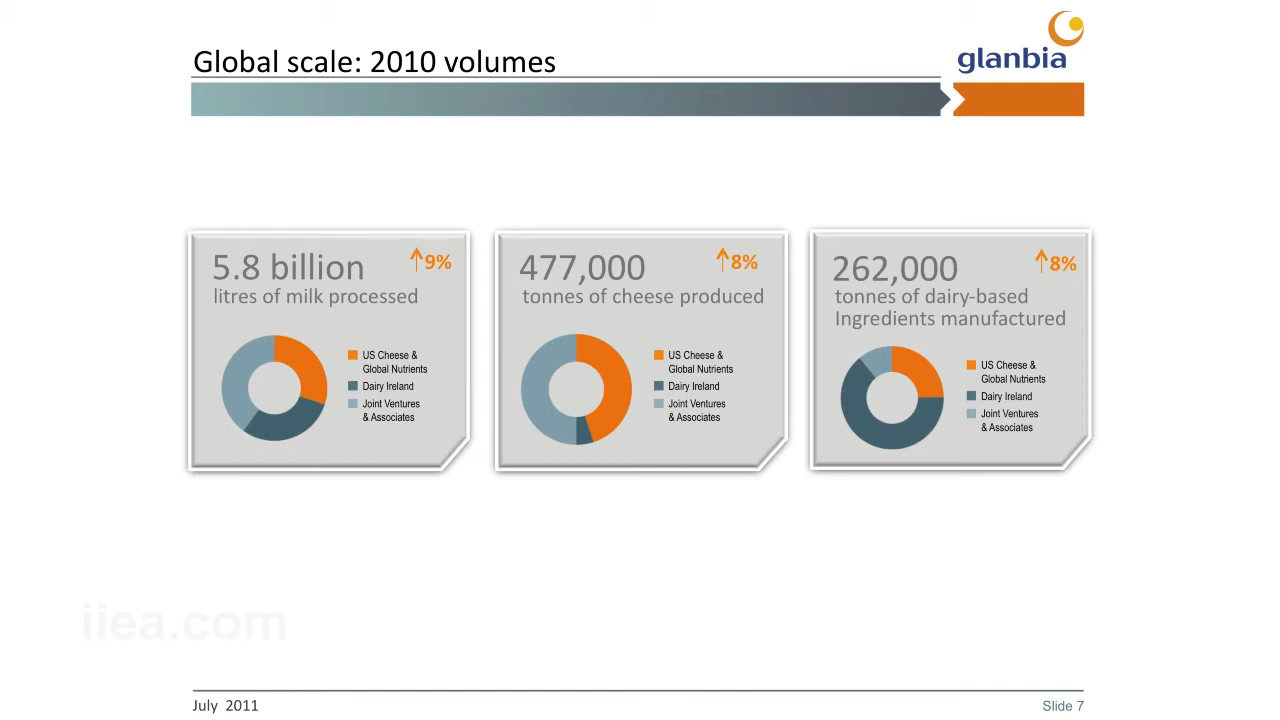 Global scale: 2010 volumes
glanbia
5.8 billion
↑9%
litres of milk processed
US Cheese &
Global Nutrients
Dairy Ireland
Joint Ventures
& Associates
477,000
↑8%
tonnes of cheese produced
US Cheese &
Global Nutrients
Dairy Ireland
Joint Ventures
& Associates
262,000
↑8%
tonnes of dairy-based
Ingredients manufactured
US Cheese &
Global Nutrients
Dairy Ireland
Joint Ventures
& Associates
iiea.com
July 2011
Slide 7